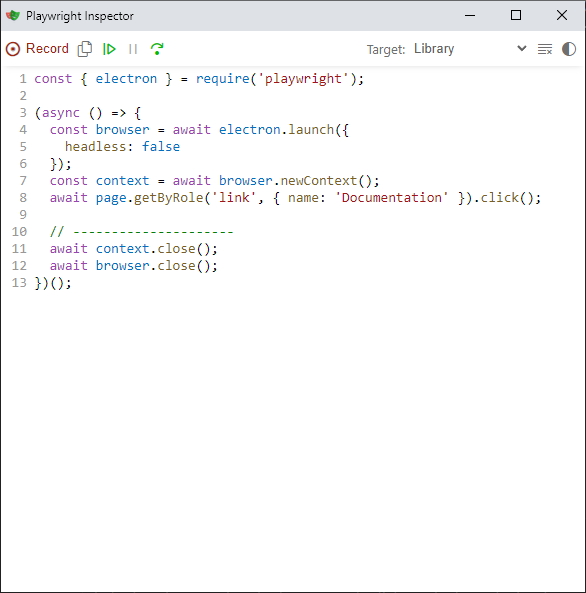 Playwright Inspector
Record
Target: Library
1 const { electron } = require('playwright');
2
3 (async () => {
4   const browser = await electron.launch({
5     headless: false
6   });
7   const context = await browser.newContext();
8   await page.getByRole('link', { name: 'Documentation' }).click();
9
10   // ---------------------
11   await context.close();
12   await browser.close();
13 })();